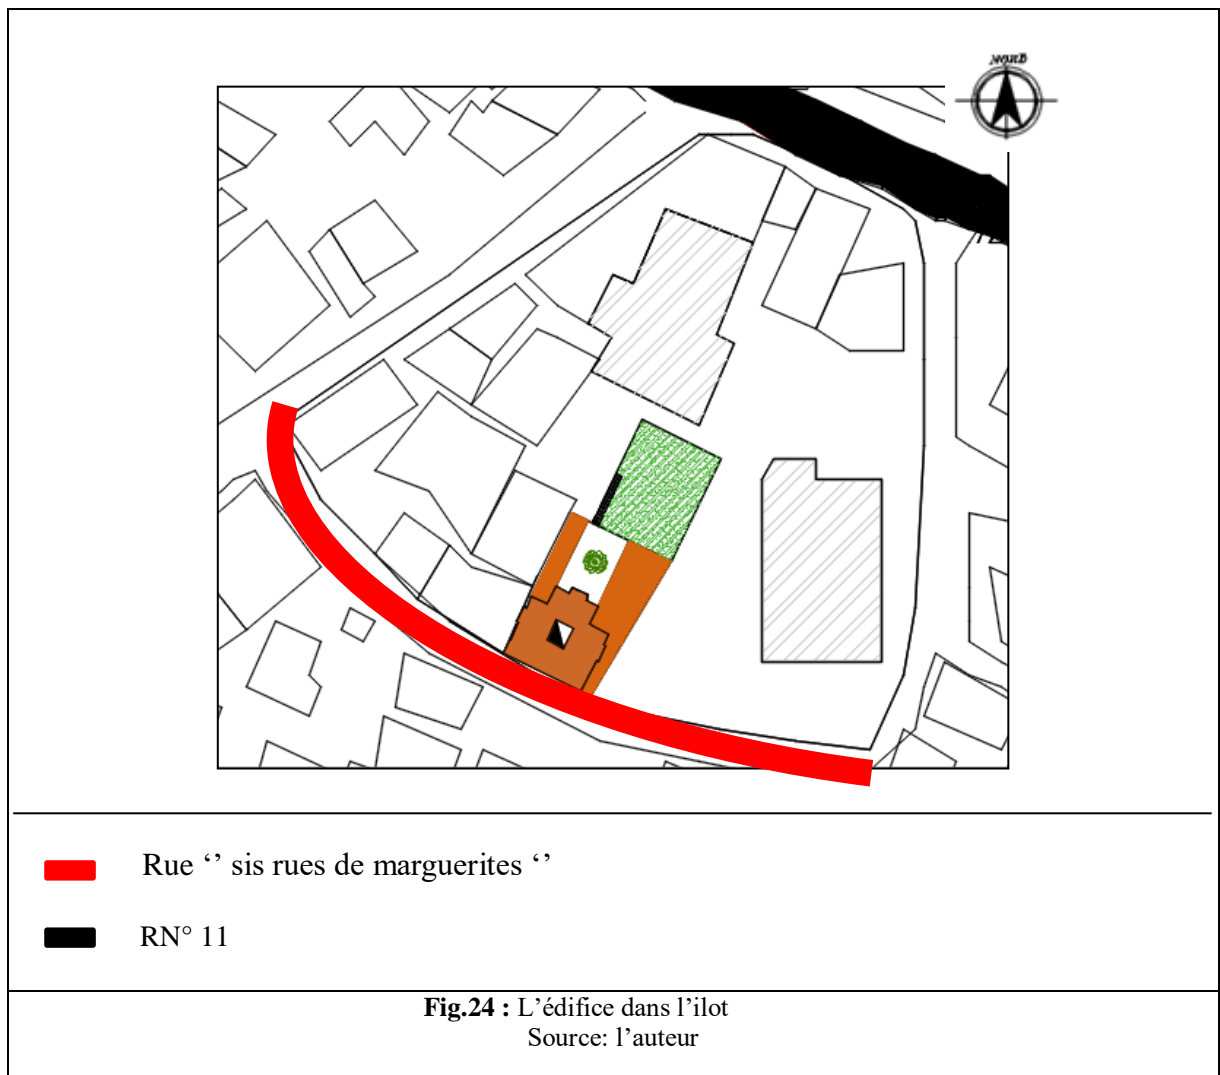 Rue ‘’ sis rues de marguerites ‘’
RN° 11
Fig.24 : L’édifice dans l’ilot
Source: l’auteur